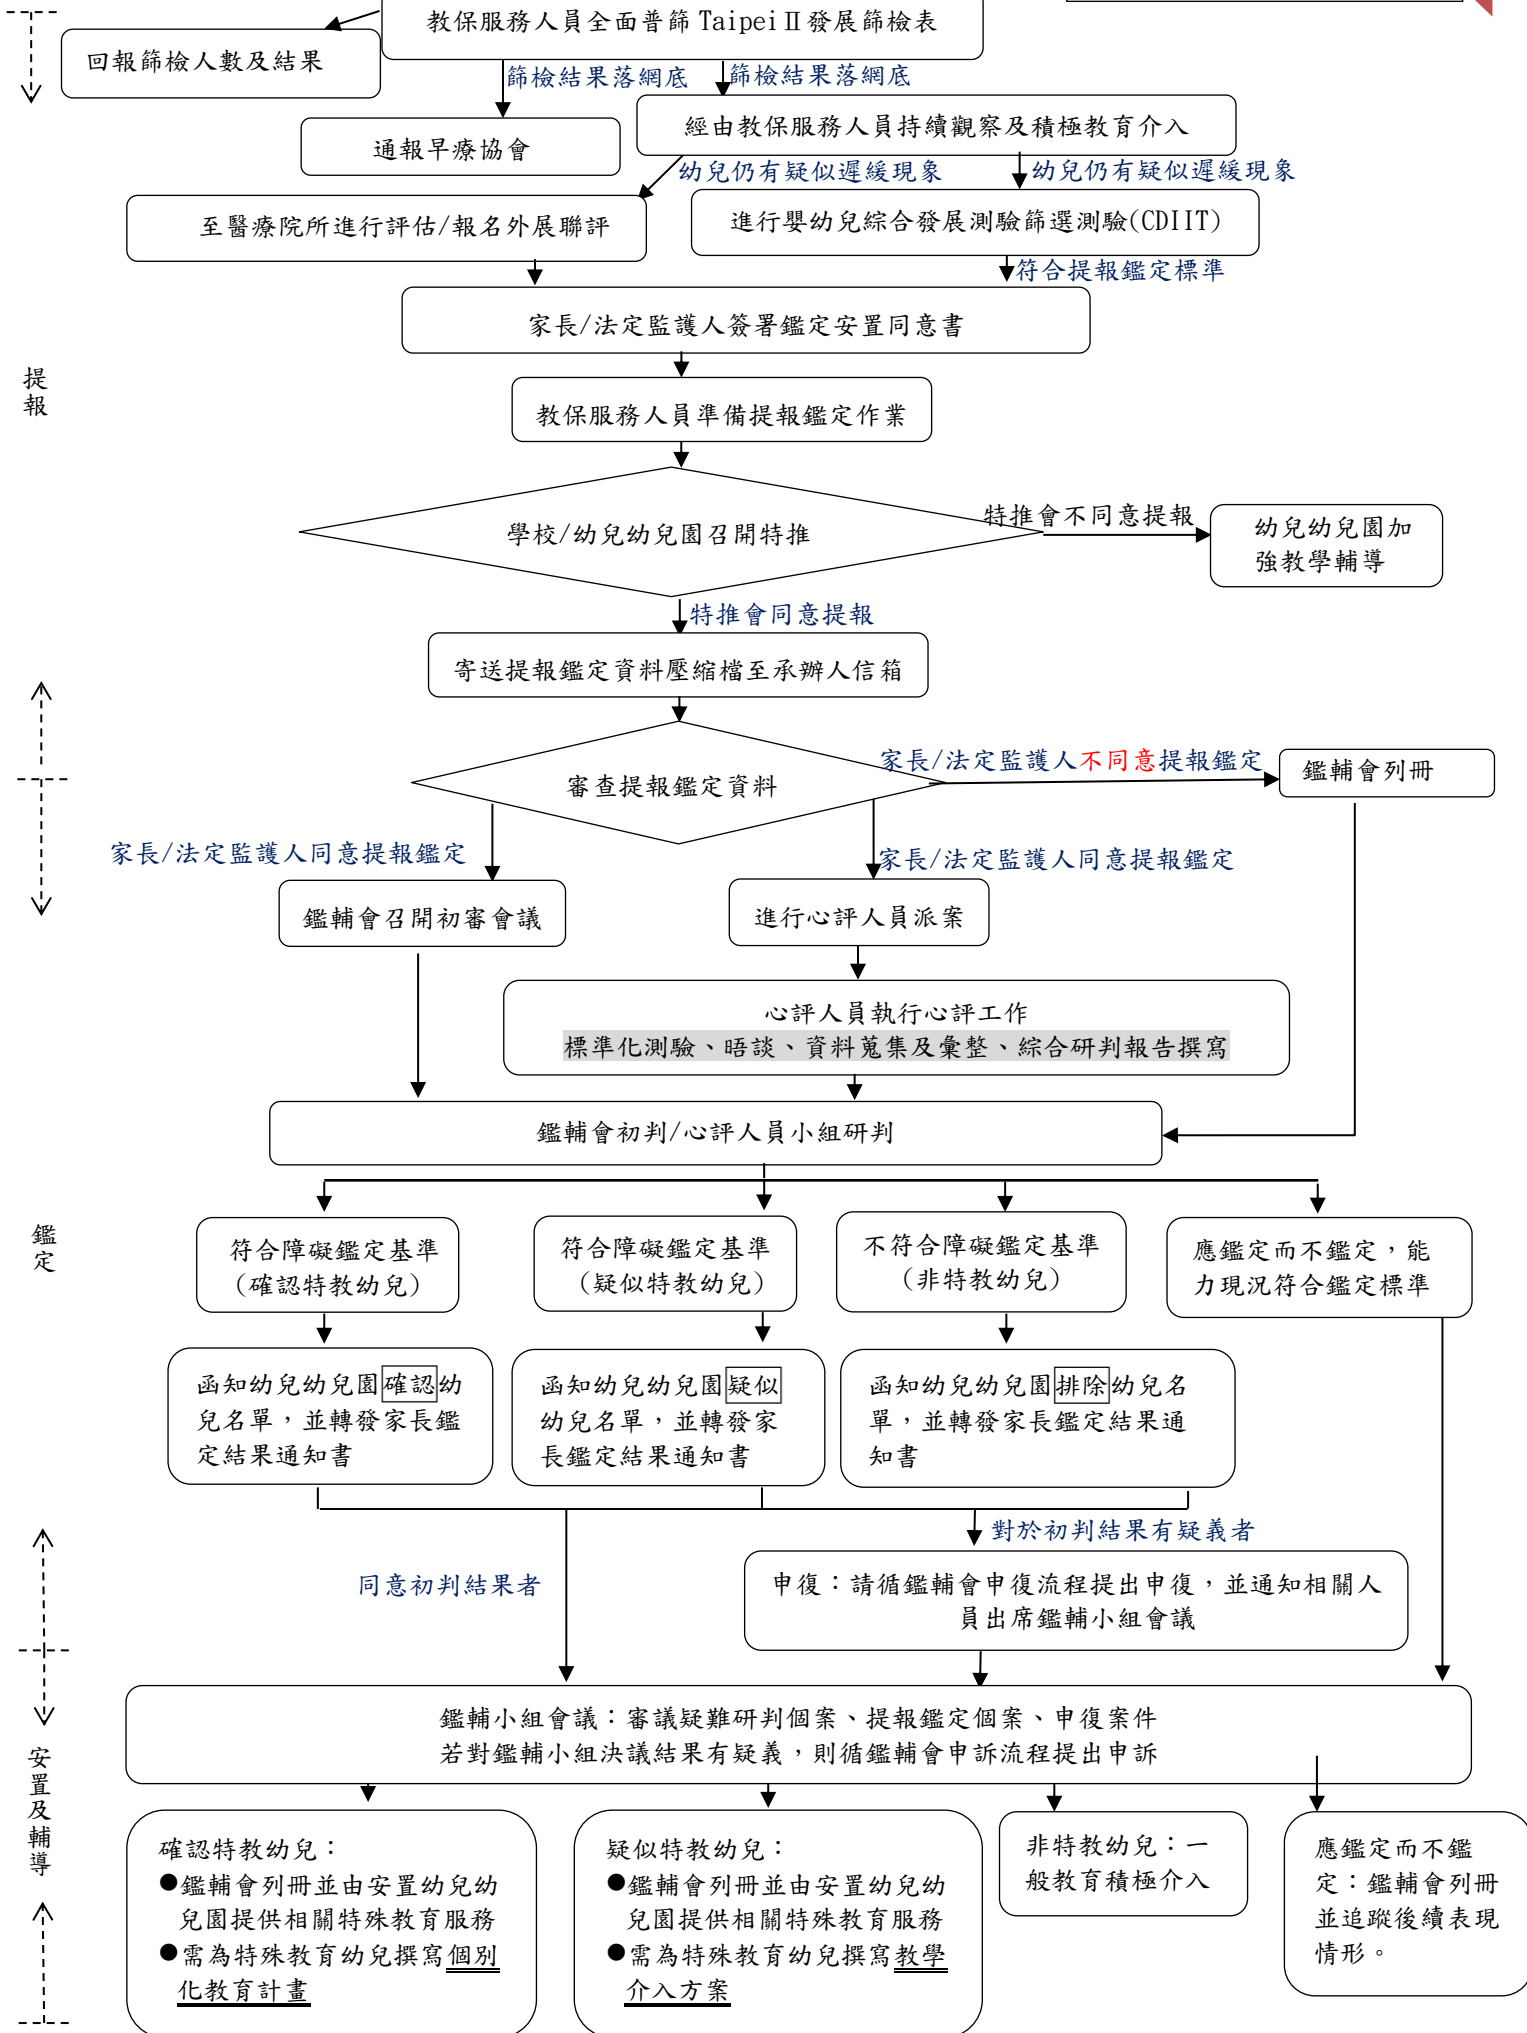 教保服務人員全面普篩 TaipeiⅡ發展篩檢表
回報篩檢人數及結果
篩檢結果落網底
篩檢結果落網底
通報早療協會
經由教保服務人員持續觀察及積極教育介入
幼兒仍有疑似遲緩現象
幼兒仍有疑似遲緩現象
至醫療院所進行評估/報名外展聯評
進行嬰幼兒綜合發展測驗篩選測驗(CDIIT)
符合提報鑑定標準
家長/法定監護人簽署鑑定安置同意書
提報
教保服務人員準備提報鑑定作業
學校/幼兒幼兒園召開特推
特推會不同意提報
幼兒幼兒園加
強教學輔導
特推會同意提報
寄送提報鑑定資料壓縮檔至承辦人信箱
審查提報鑑定資料
家長/法定監護人不同意提報鑑定
鑑輔會列冊
家長/法定監護人同意提報鑑定
家長/法定監護人同意提報鑑定
鑑輔會召開初審會議
進行心評人員派案
心評人員執行心評工作
標準化測驗、晤談、資料蒐集及彙整、綜合研判報告撰寫
鑑輔會初判/心評人員小組研判
鑑定
符合障礙鑑定基準
(確認特教幼兒)
符合障礙鑑定基準
(疑似特教幼兒)
不符合障礙鑑定基準
(非特教幼兒)
應鑑定而不鑑定，能
力現況符合鑑定標準
函知幼兒幼兒園確認幼
兒名單，並轉發家長鑑
定結果通知書
函知幼兒幼兒園疑似
幼兒名單，並轉發家
長鑑定結果通知書
函知幼兒幼兒園排除幼兒名
單，並轉發家長鑑定結果通
知書
對於初判結果有疑義者
同意初判結果者
申復：請循鑑輔會申復流程提出申復，並通知相關人
員出席鑑輔小組會議
鑑輔小組會議：審議疑難研判個案、提報鑑定個案、申復案件
若對鑑輔小組決議結果有疑義，則循鑑輔會申訴流程提出申訴
安置及輔導
確認特教幼兒：
●鑑輔會列冊並由安置幼兒幼
兒園提供相關特殊教育服務
●需為特殊教育幼兒撰寫個別
化教育計畫
疑似特教幼兒：
●鑑輔會列冊並由安置幼兒幼
兒園提供相關特殊教育服務
●需為特殊教育幼兒撰寫教學
介入方案
非特教幼兒：一
般教育積極介入
應鑑定而不鑑
定：鑑輔會列冊
並追蹤後續表現
情形。